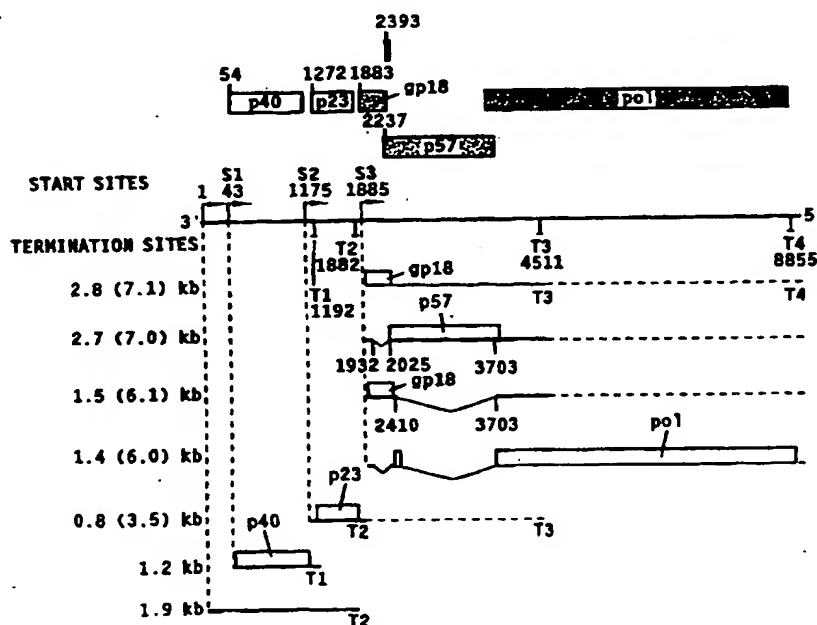 2393
54 1272 1883 gp18
p40 p23 pol
2237
p57
START SITES
1 S1 43 S2 1175 S3 1885
3' 5
TERMINATION SITES
T2 1882 T3 4511 T4 8855
T1 1192
2.8 (7.1) kb gp18 T3 T4
p57
2.7 (7.0) kb
1932 2025 3703
gp18
1.5 (6.1) kb
2410 3703
pol
1.4 (6.0) kb
p23
0.8 (3.5) kb
T2 T3
p40
1.2 kb
T1
1.9 kb
T2